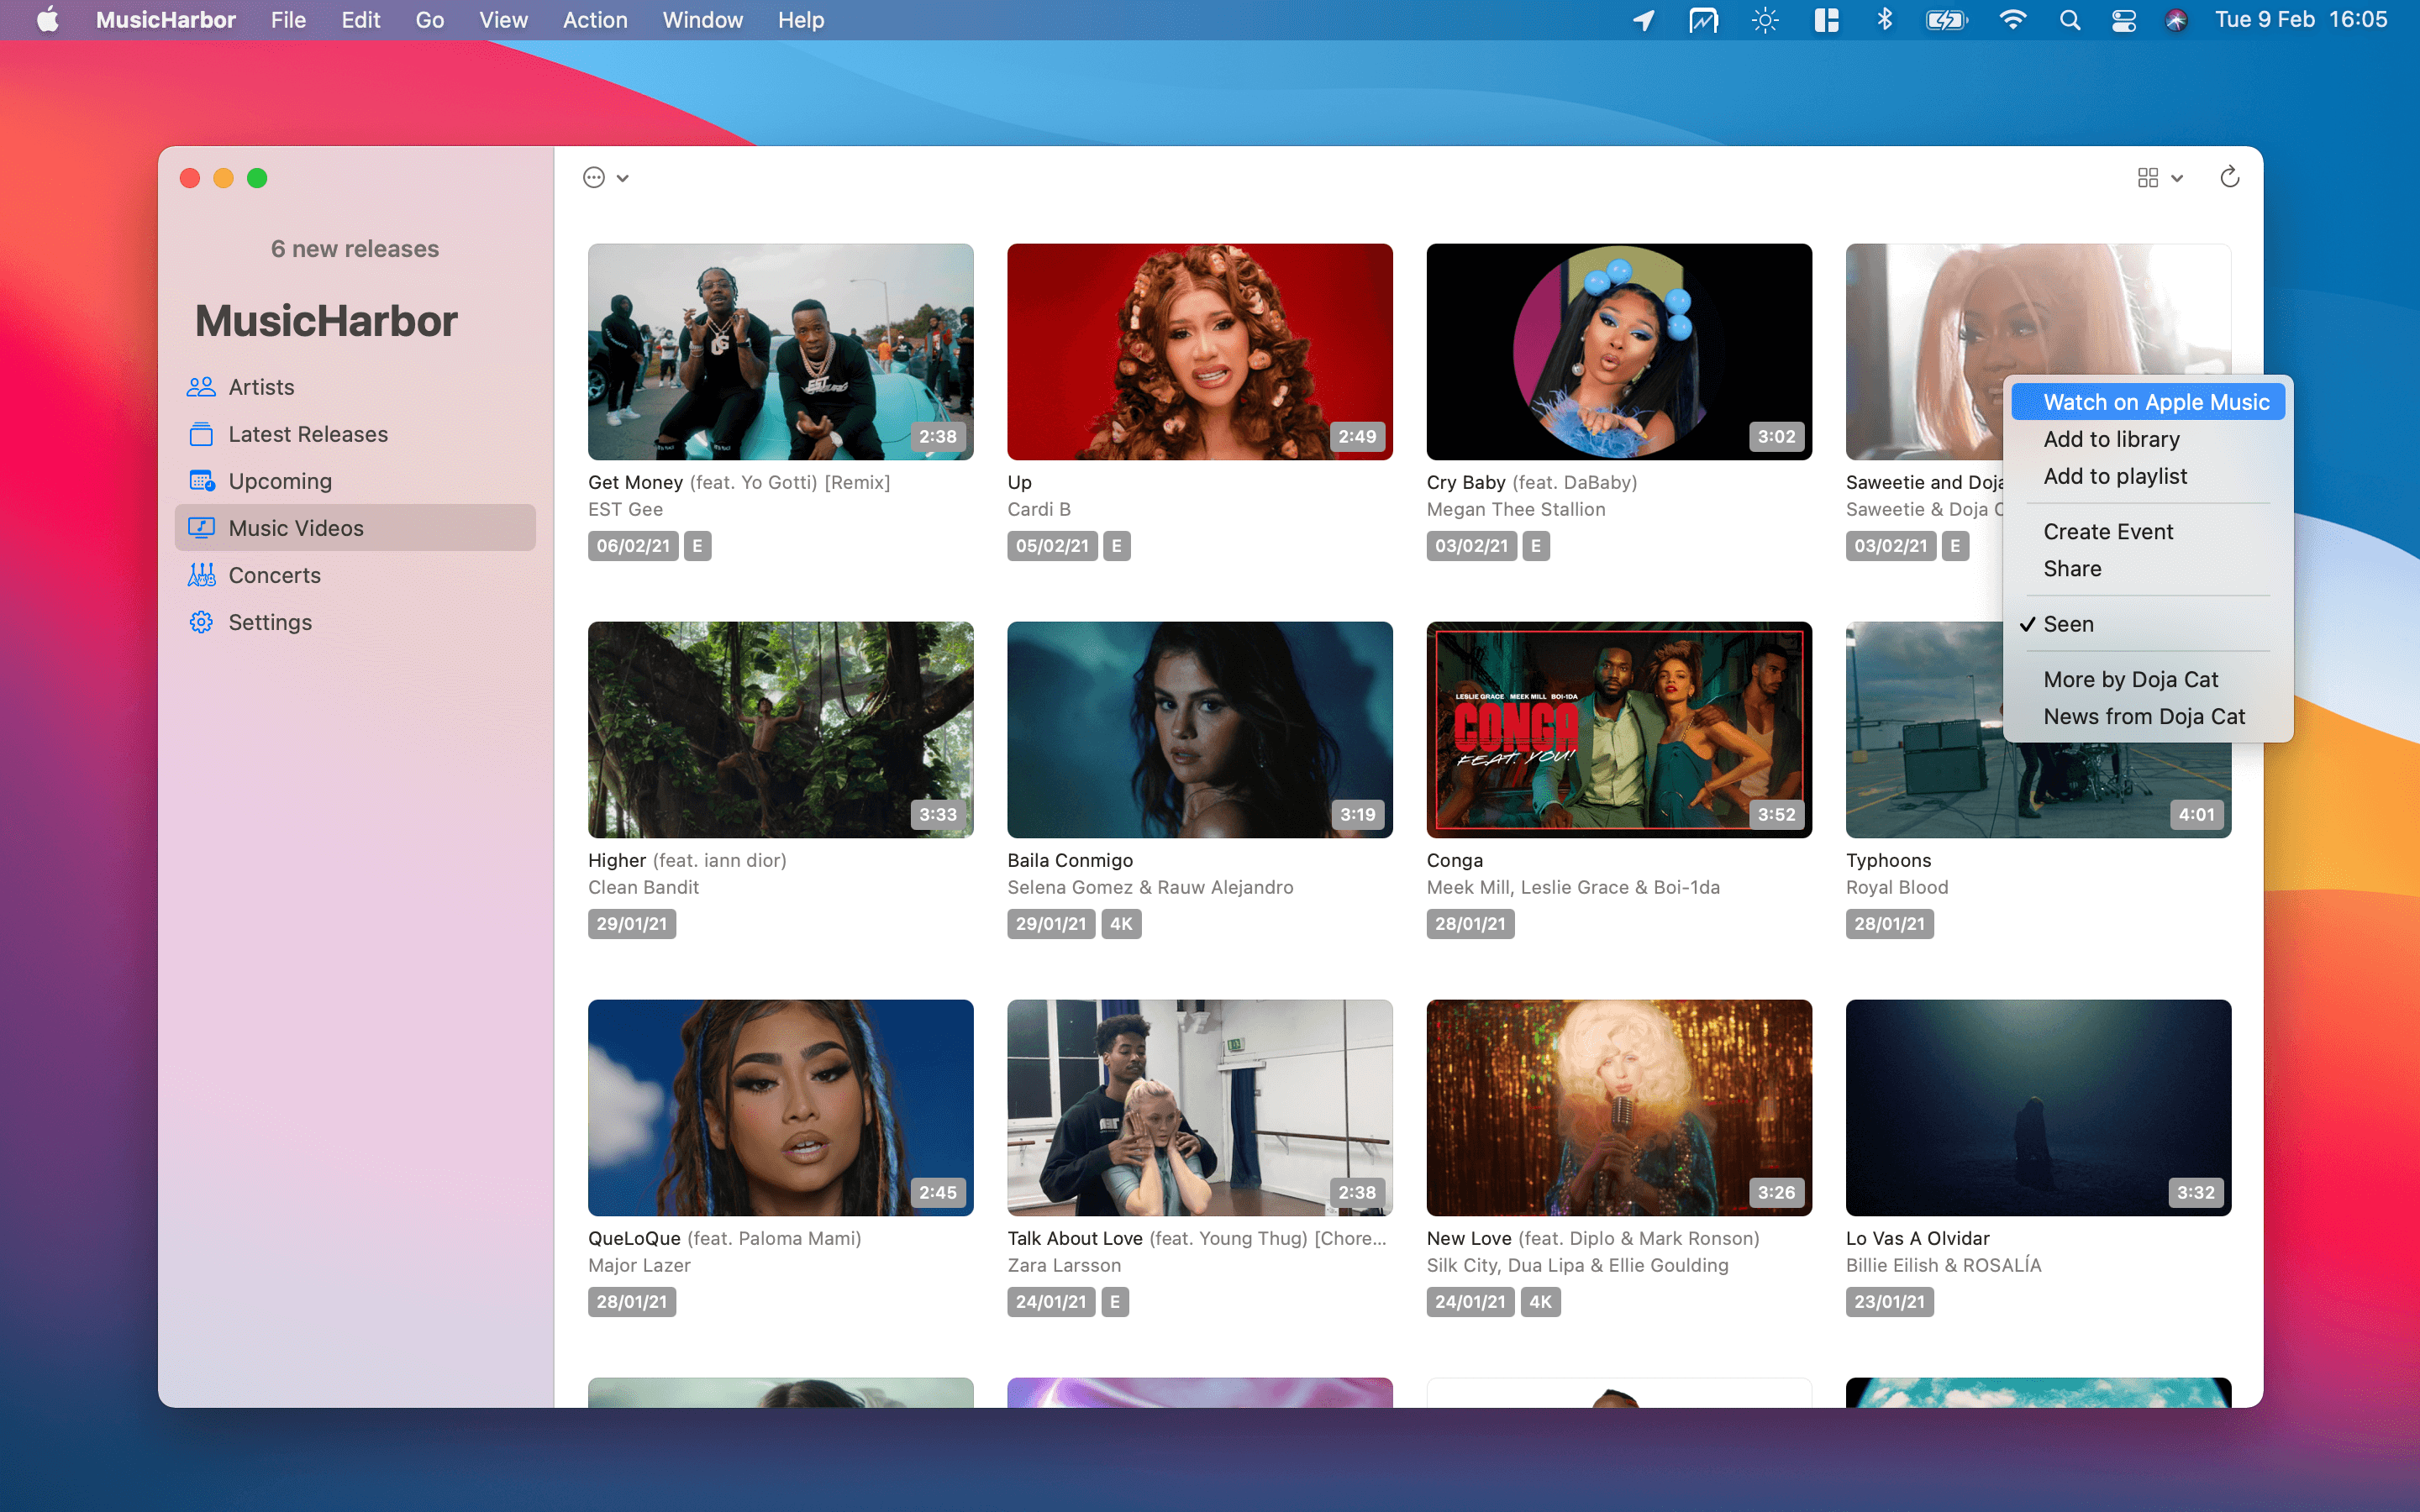 MusicHarbor File Edit Go View Action Window Help Tue 9 Feb 16:05
6 new releases
MusicHarbor
Artists
Latest Releases
Upcoming
Music Videos
Concerts
Settings
2:38
Get Money (feat. Yo Gotti) [Remix]
EST Gee
06/02/21 E
2:49
Up
Cardi B
05/02/21 E
3:02
Cry Baby (feat. DaBaby)
Megan Thee Stallion
03/02/21 E
Saweetie and Doja
Saweetie & Doja C
03/02/21 E
Watch on Apple Music
Add to library
Add to playlist
Create Event
Share
Seen
More by Doja Cat
News from Doja Cat
3:33
Higher (feat. iann dior)
Clean Bandit
29/01/21
3:19
Baila Conmigo
Selena Gomez & Rauw Alejandro
29/01/21 4K
LESLIE GRACE MEEK MILL BOI-1DA
CONGA
FEAT. YOU!
3:52
Conga
Meek Mill, Leslie Grace & Boi-1da
28/01/21
4:01
Typhoons
Royal Blood
28/01/21
2:45
QueLoQue (feat. Paloma Mami)
Major Lazer
28/01/21
2:38
Talk About Love (feat. Young Thug) [Chore...
Zara Larsson
24/01/21 E
3:26
New Love (feat. Diplo & Mark Ronson)
Silk City, Dua Lipa & Ellie Goulding
24/01/21 4K
3:32
Lo Vas A Olvidar
Billie Eilish & ROSALÍA
23/01/21